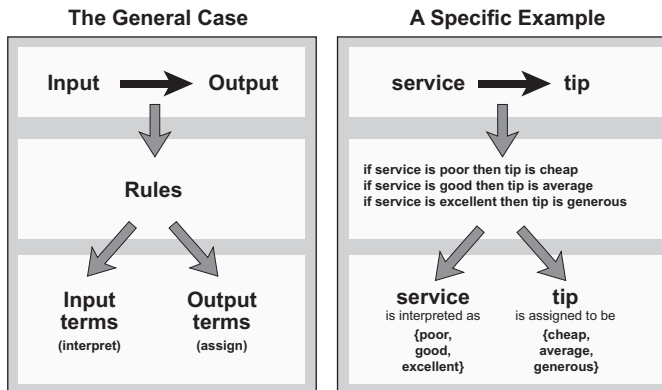 The General Case
Input
Output
Rules
Input
terms
(interpret)
Output
terms
(assign)
A Specific Example
service
tip
if service is poor then tip is cheap
if service is good then tip is average
if service is excellent then tip is generous
service
is interpreted as
{poor,
good,
excellent}
tip
is assigned to be
{cheap,
average,
generous}